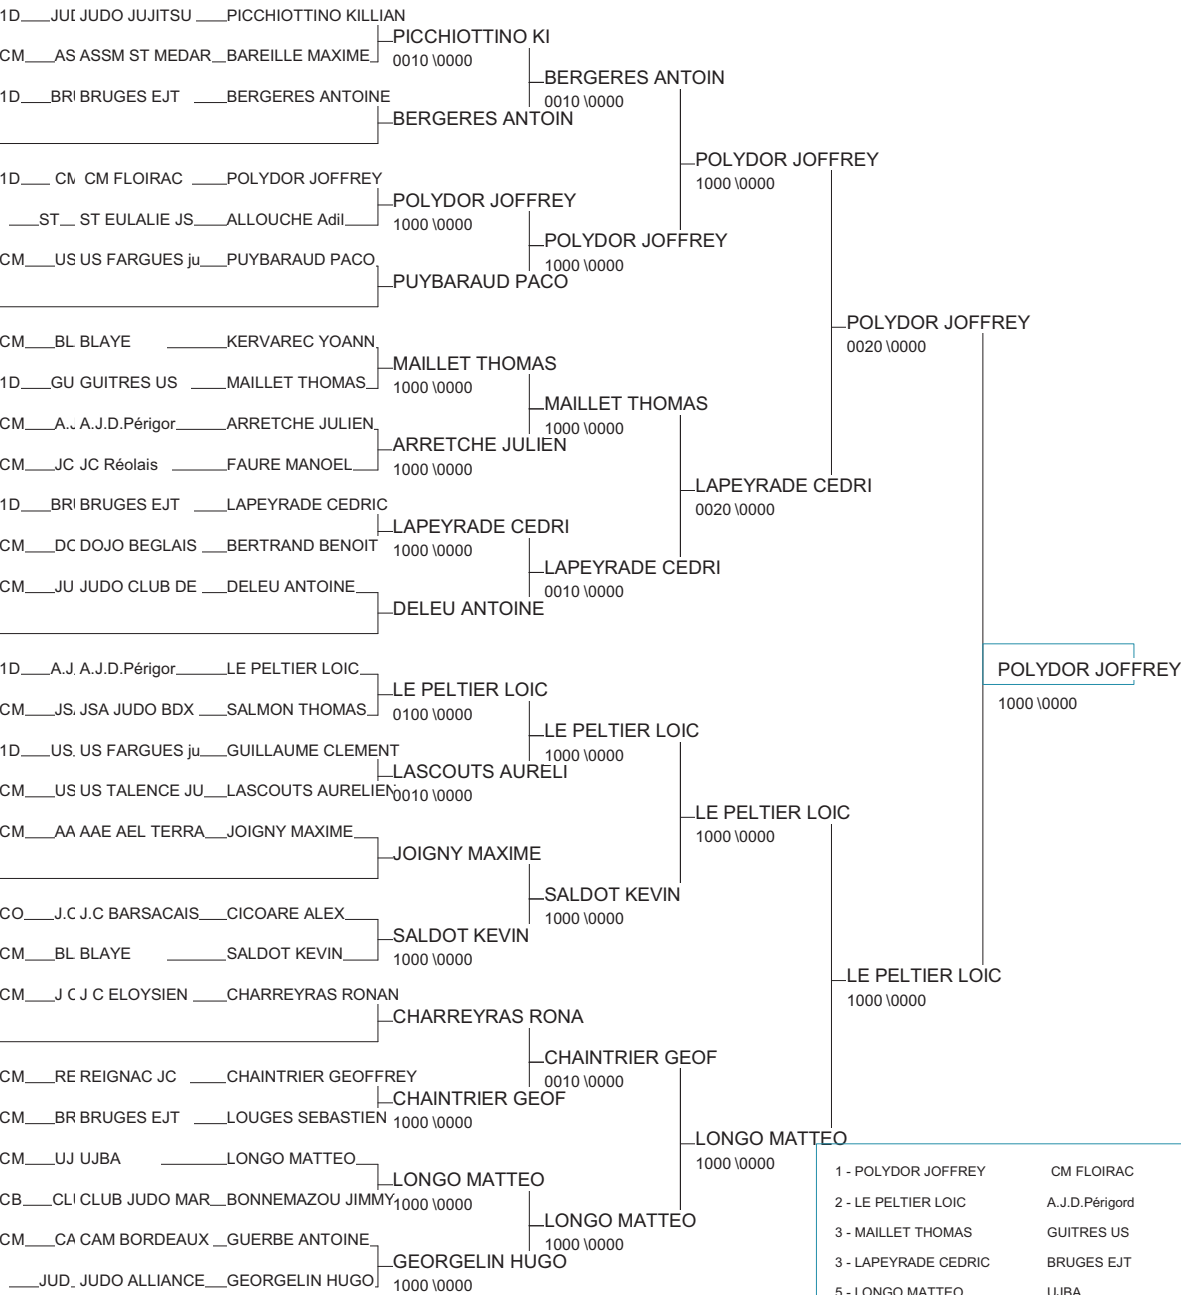 1D JUI JUDO JUJITSU PICCHIOTTINO KILLIAN
PICCHIOTTINO KI
CM AS ASSM ST MEDAR BAREILLE MAXIME
0010 \0000
BERGERES ANTOIN
1D BRI BRUGES EJT BERGERES ANTOINE
0010 \0000
BERGERES ANTOIN
POLYDOR JOFFREY
1D CM CM FLOIRAC POLYDOR JOFFREY
1000 \0000
POLYDOR JOFFREY
ST ST EULALIE JS ALLOUCHE Adil
1000 \0000
POLYDOR JOFFREY
CM US US FARGUES ju PUYBARAUD PACO
1000 \0000
PUYBARAUD PACO
POLYDOR JOFFREY
CM BL BLAYE KERVAREC YOANN
0020 \0000
MAILLET THOMAS
1D GU GUITRES US MAILLET THOMAS
1000 \0000
MAILLET THOMAS
CM A.J A.J.D.Périgor ARRETCHE JULIEN
1000 \0000
ARRETCHE JULIEN
CM JC JC Réolais FAURE MANOEL
1000 \0000
LAPEYRADE CEDRI
1D BRI BRUGES EJT LAPEYRADE CEDRIC
0020 \0000
LAPEYRADE CEDRI
CM DO DOJO BEGLAIS BERTRAND BENOIT
1000 \0000
LAPEYRADE CEDRI
CM JU JUDO CLUB DE DELEU ANTOINE
0010 \0000
DELEU ANTOINE
1D A.J A.J.D.Périgor LE PELTIER LOIC
POLYDOR JOFFREY
LE PELTIER LOIC
1000 \0000
CM JS. JSA JUDO BDX SALMON THOMAS
0100 \0000
LE PELTIER LOIC
1D US. US FARGUES ju GUILLAUME CLEMENT
1000 \0000
LASCOUTS AURELI
CM US US TALENCE JU LASCOUTS AURELIEN
0010 \0000
LE PELTIER LOIC
CM AA AAE AEL TERRA JOIGNY MAXIME
1000 \0000
JOIGNY MAXIME
SALDOT KEVIN
CO J.C J.C BARSACAIS CICOARE ALEX
1000 \0000
SALDOT KEVIN
CM BL BLAYE SALDOT KEVIN
1000 \0000
LE PELTIER LOIC
CM J C J C ELOYSIEN CHARREYRAS RONAN
1000 \0000
CHARREYRAS RONA
CHAINTRIER GEOF
CM RE REIGNAC JC CHAINTRIER GEOFFREY
0010 \0000
CHAINTRIER GEOF
CM BR BRUGES EJT LOUGES SEBASTIEN
1000 \0000
LONGO MATTEO
CM UJ UJBA LONGO MATTEO
1000 \0000
LONGO MATTEO
CB CLI CLUB JUDO MAR BONNEMAZOU JIMMY
1000 \0000
LONGO MATTEO
CM CA CAM BORDEAUX GUERBE ANTOINE
1000 \0000
GEORGELIN HUGO
JUD JUDO ALLIANCE GEORGELIN HUGO
1000 \0000
1 - POLYDOR JOFFREY CM FLOIRAC
2 - LE PELTIER LOIC A.J.D.Périgord
3 - MAILLET THOMAS GUITRES US
3 - LAPEYRADE CEDRIC BRUGES EJT
5 - LONGO MATTEO UJBA